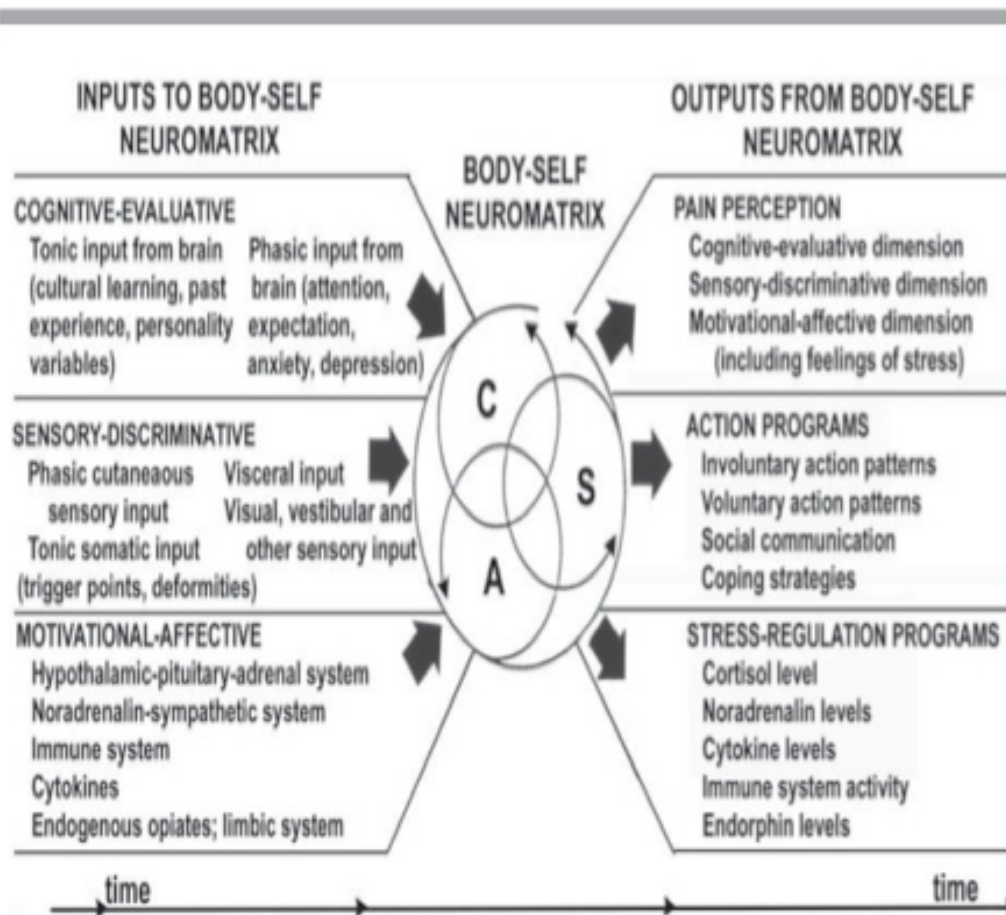 INPUTS TO BODY-SELF
NEUROMATRIX
BODY-SELF
NEUROMATRIX
OUTPUTS FROM BODY-SELF
NEUROMATRIX
COGNITIVE-EVALUATIVE
Tonic input from brain
(cultural learning, past
experience, personality
variables)
Phasic input from
brain (attention,
expectation,
anxiety, depression)
SENSORY-DISCRIMINATIVE
Phasic cutaneaous
sensory input
Tonic somatic input
(trigger points, deformities)
Visceral input
Visual, vestibular and
other sensory input
MOTIVATIONAL-AFFECTIVE
Hypothalamic-pituitary-adrenal system
Noradrenalin-sympathetic system
Immune system
Cytokines
Endogenous opiates; limbic system
C
S
A
PAIN PERCEPTION
Cognitive-evaluative dimension
Sensory-discriminative dimension
Motivational-affective dimension
(including feelings of stress)
ACTION PROGRAMS
Involuntary action patterns
Voluntary action patterns
Social communication
Coping strategies
STRESS-REGULATION PROGRAMS
Cortisol level
Noradrenalin levels
Cytokine levels
Immune system activity
Endorphin levels
time
time